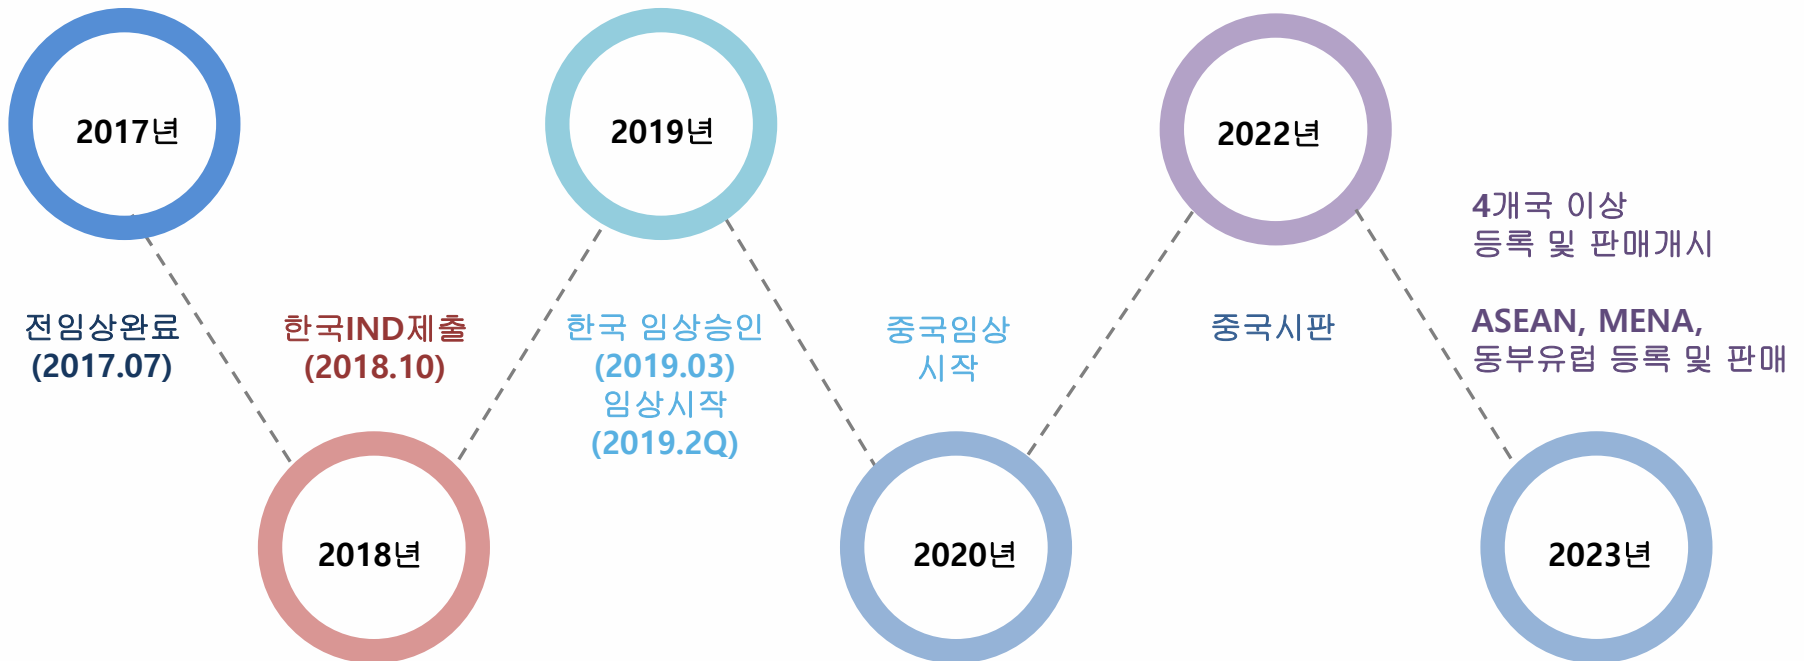 2017년
전임상완료
(2017.07)
2018년
한국IND제출
(2018.10)
2019년
한국 임상승인
(2019.03)
임상시작
(2019.2Q)
2020년
중국임상
시작
2022년
중국시판
2023년
4개국 이상
등록 및 판매개시
ASEAN, MENA,
동부유럽 등록 및 판매